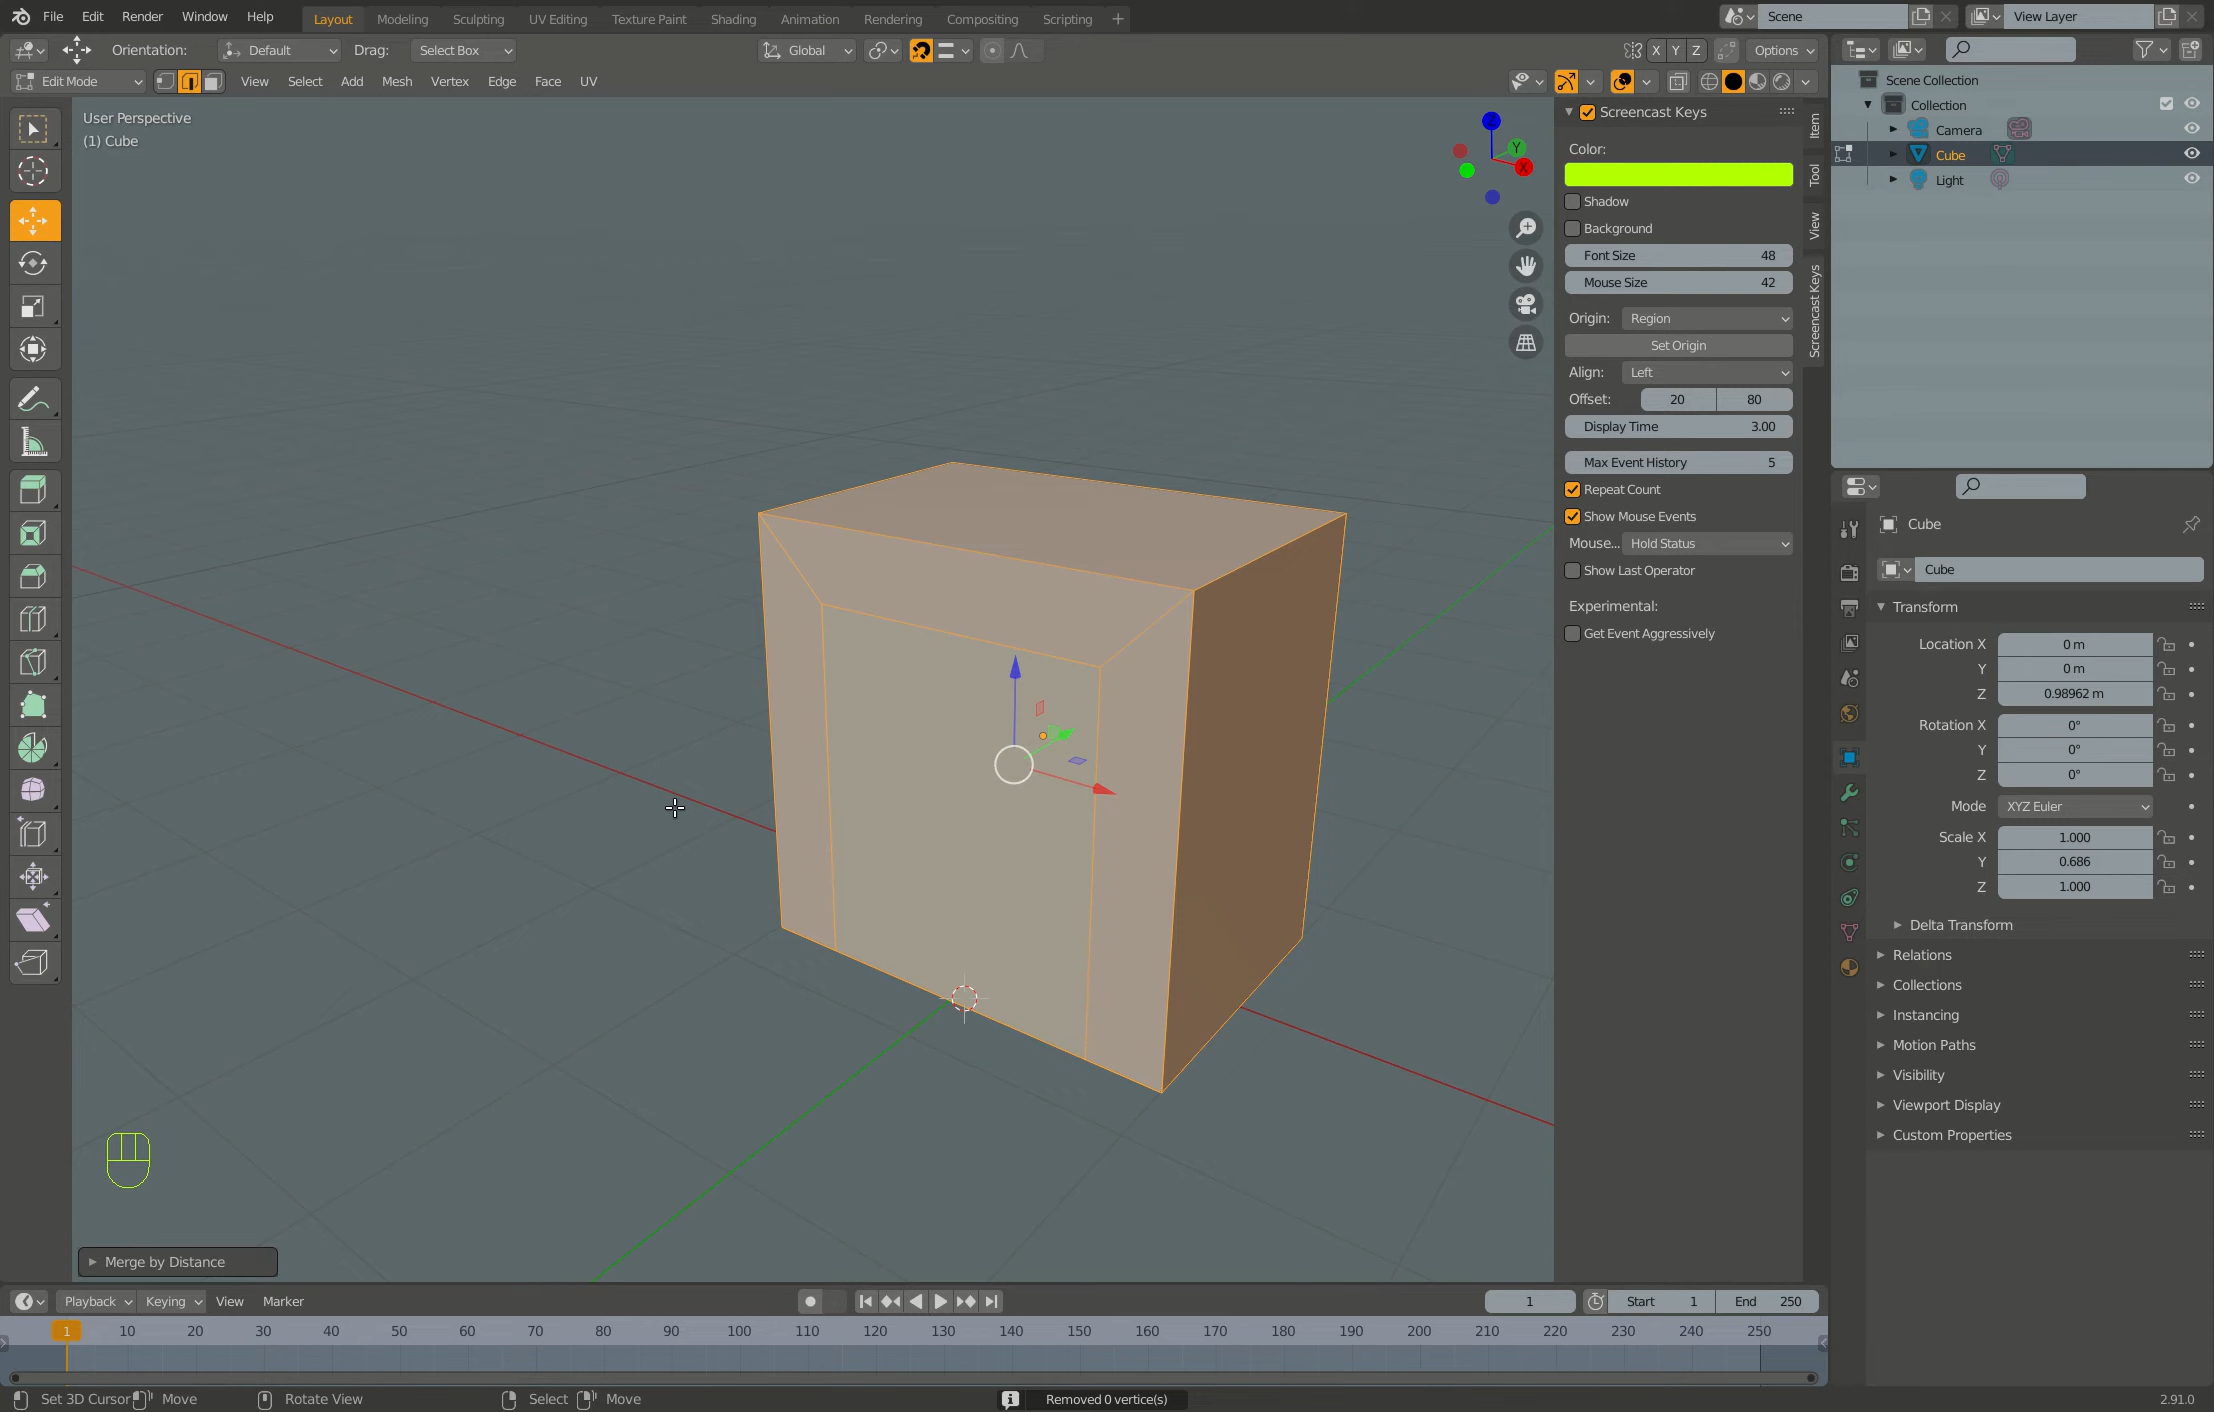 File Edit Render Window Help Layout Modeling Sculpting UV Editing Texture Paint Shading Animation Rendering Compositing Scripting + Scene View Layer
Orientation: Default Drag: Select Box Global X Y Z Options
Edit Mode View Select Add Mesh Vertex Edge Face UV
User Perspective
(1) Cube
Z
Y
X
Screencast Keys
Color:
Shadow
Background
Font Size 48
Mouse Size 42
Origin: Region
Set Origin
Align: Left
Offset: 20 80
Display Time 3.00
Max Event History 5
Repeat Count
Show Mouse Events
Mouse... Hold Status
Show Last Operator
Experimental:
Get Event Aggressively
Item
Tool
View
Screencast Keys
Scene Collection
Collection
Camera
Cube
Light
Cube
Cube
Transform
Location X 0 m
Y 0 m
Z 0.98962 m
Rotation X 0°
Y 0°
Z 0°
Mode XYZ Euler
Scale X 1.000
Y 0.686
Z 1.000
Delta Transform
Relations
Collections
Instancing
Motion Paths
Visibility
Viewport Display
Custom Properties
Merge by Distance
Playback Keying View Marker 1 Start 1 End 250
1 10 20 30 40 50 60 70 80 90 100 110 120 130 140 150 160 170 180 190 200 210 220 230 240 250
Set 3D Cursor Move Rotate View Select Move Removed 0 vertice(s) 2.91.0